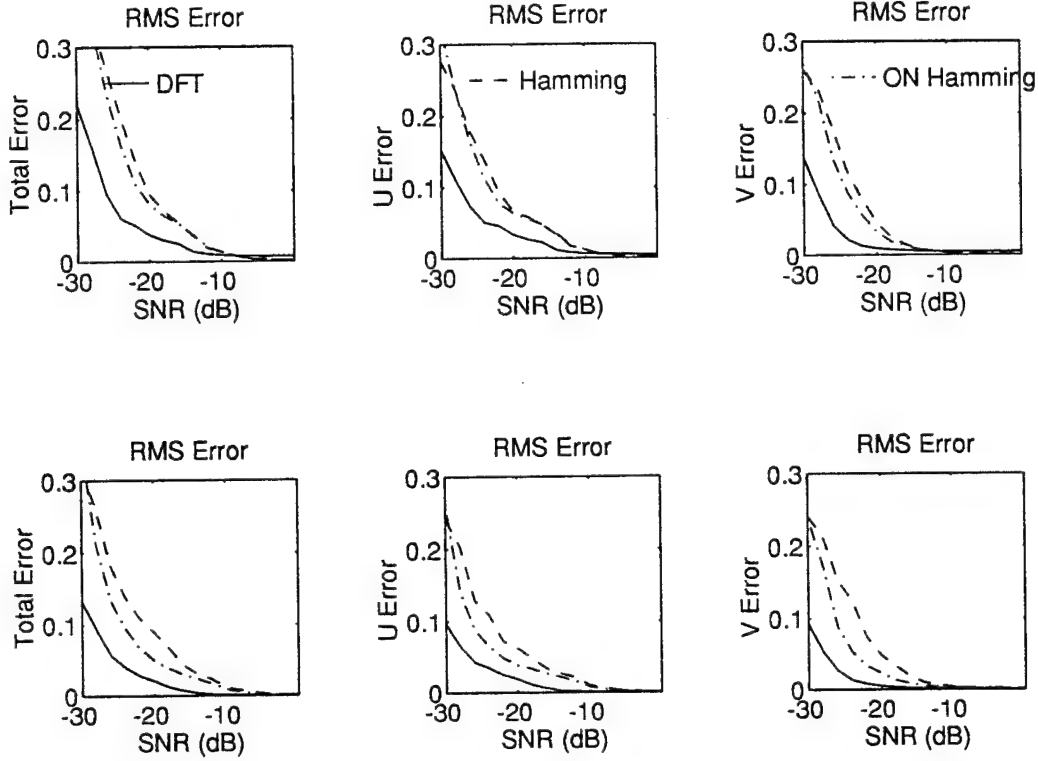 RMS Error
0.3
0.2
0.1
0
Total Error
DFT
-30
-20
-10
SNR (dB)
RMS Error
0.3
0.2
0.1
0
U Error
Hamming
-30
-20
-10
SNR (dB)
RMS Error
0.3
0.2
0.1
0
V Error
ON Hamming
-30
-20
-10
SNR (dB)
RMS Error
0.3
0.2
0.1
0
Total Error
-30
-20
-10
SNR (dB)
RMS Error
0.3
0.2
0.1
0
U Error
-30
-20
-10
SNR (dB)
RMS Error
0.3
0.2
0.1
0
V Error
-30
-20
-10
SNR (dB)